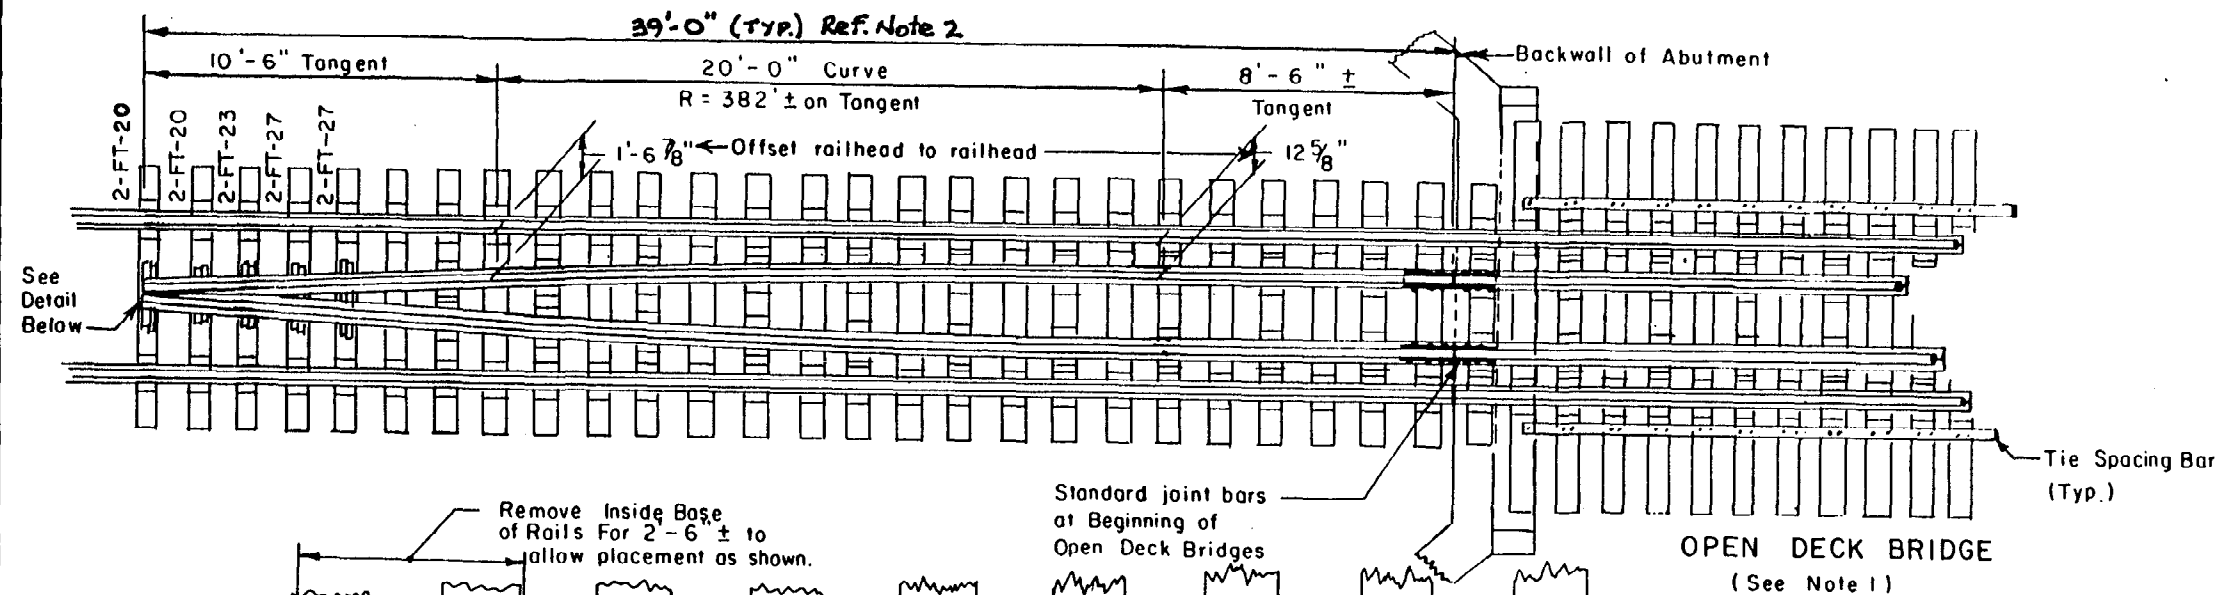 39'-0" (TYP.) Ref. Note 2
Backwall of Abutment
10'-6" Tangent
20'-0" Curve
R = 382'± on Tangent
8'-6" ±
Tangent
2-FT-20
2-FT-20
2-FT-23
2-FT-27
2-FT-27
1'-6 7/8"
Offset railhead to railhead
12 5/8"
See
Detail
Below
Tie Spacing Bar
(Typ.)
Standard joint bars
at Beginning of
Open Deck Bridges
Remove Inside Base
of Rails For 2'-6" ± to
allow placement as shown.
OPEN DECK BRIDGE
(See Note 1)